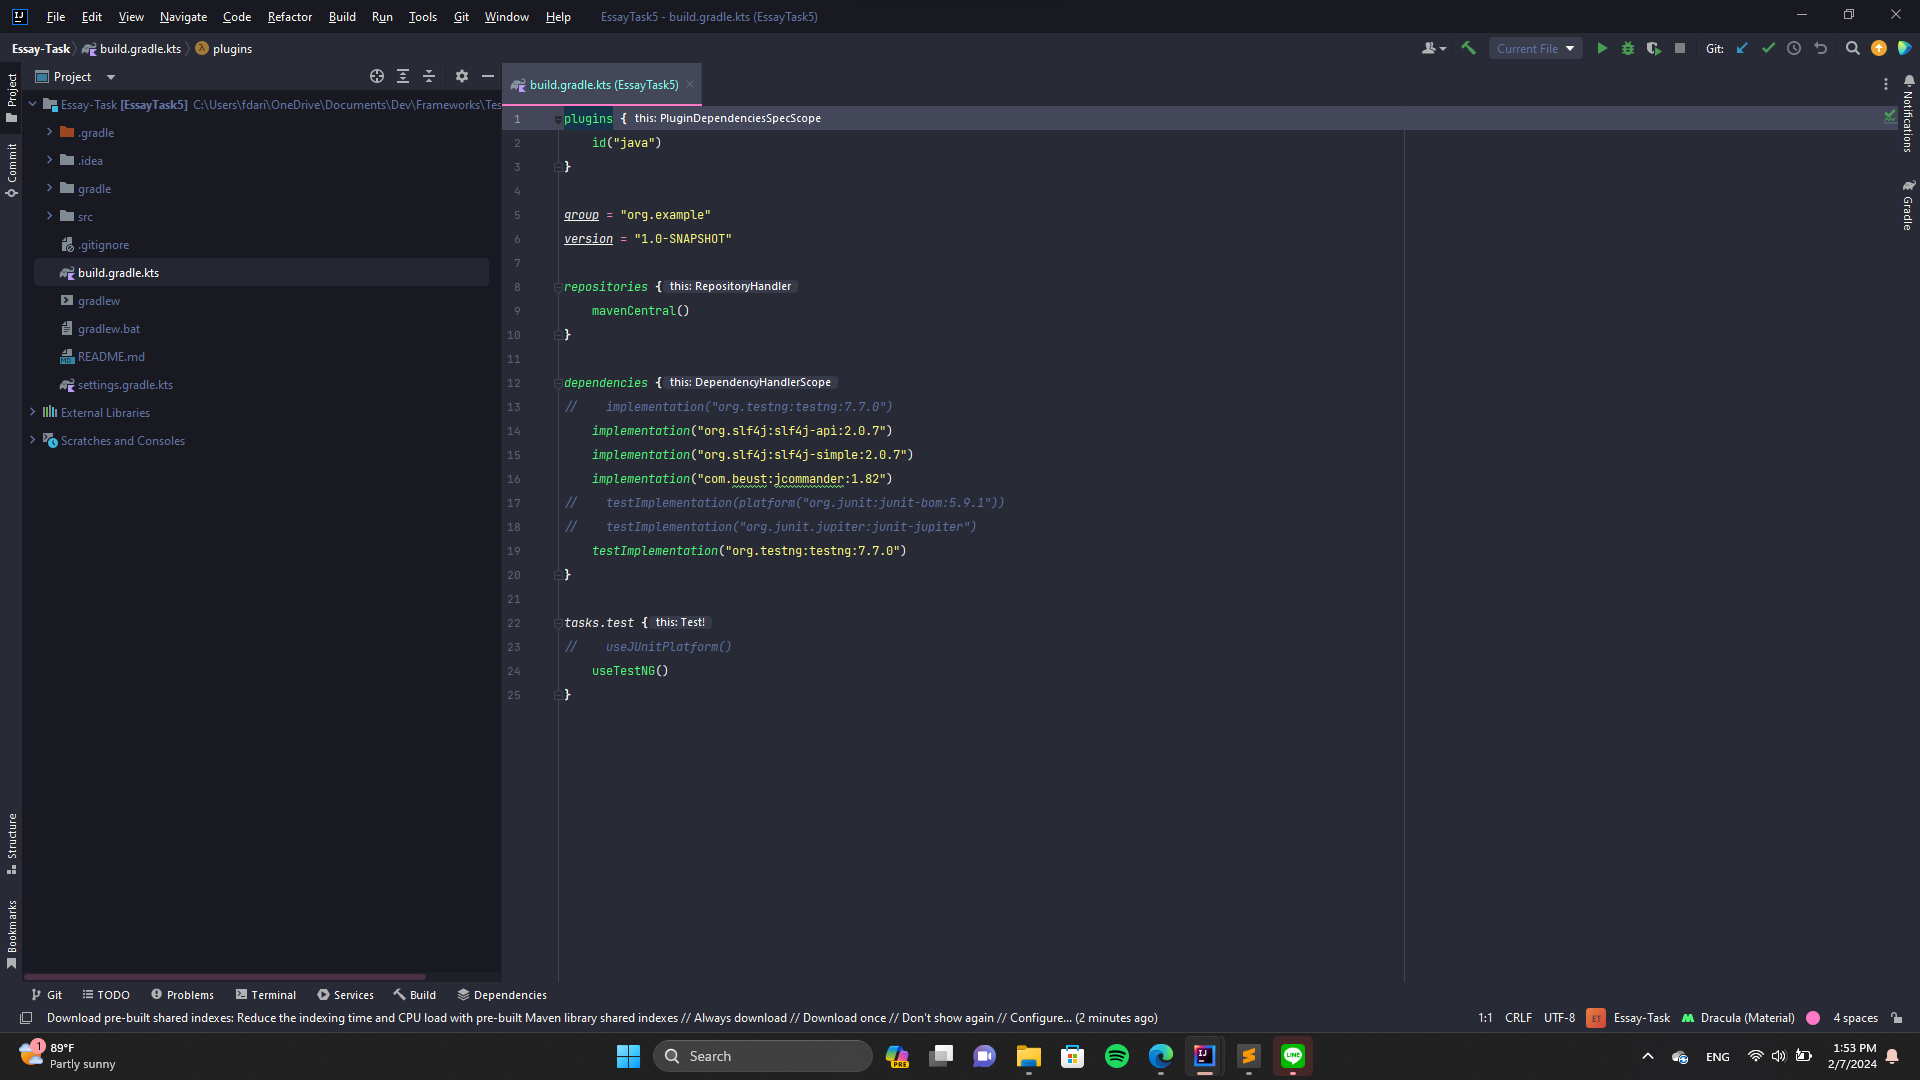 File Edit View Navigate Code Refactor Build Run Tools Git Window Help EssayTask5 - build.gradle.kts (EssayTask5)
Essay-Task build.gradle.kts plugins Current File Git:
Project
build.gradle.kts (EssayTask5)
Project
Commit
Structure
Bookmarks
Notifications
Gradle
Essay-Task [EssayTask5] C:\Users\fdari\OneDrive\Documents\Dev\Frameworks\Tes
.gradle
.idea
gradle
src
.gitignore
build.gradle.kts
gradlew
gradlew.bat
README.md
settings.gradle.kts
External Libraries
Scratches and Consoles
1 plugins { this: PluginDependenciesSpecScope
2 id("java")
3 }
4
5 group = "org.example"
6 version = "1.0-SNAPSHOT"
7
8 repositories { this: RepositoryHandler
9 mavenCentral()
10 }
11
12 dependencies { this: DependencyHandlerScope
13 // implementation("org.testng:testng:7.7.0")
14 implementation("org.slf4j:slf4j-api:2.0.7")
15 implementation("org.slf4j:slf4j-simple:2.0.7")
16 implementation("com.beust:jcommander:1.82")
17 // testImplementation(platform("org.junit:junit-bom:5.9.1"))
18 // testImplementation("org.junit.jupiter:junit-jupiter")
19 testImplementation("org.testng:testng:7.7.0")
20 }
21
22 tasks.test { this: Test!
23 // useJUnitPlatform()
24 useTestNG()
25 }
Git TODO Problems Terminal Services Build Dependencies
Download pre-built shared indexes: Reduce the indexing time and CPU load with pre-built Maven library shared indexes // Always download // Download once // Don't show again // Configure... (2 minutes ago) 1:1 CRLF UTF-8 ET Essay-Task Dracula (Material) 4 spaces
1 89°F
Partly sunny
Search
PRE
LINE
ENG
1:53 PM
2/7/2024